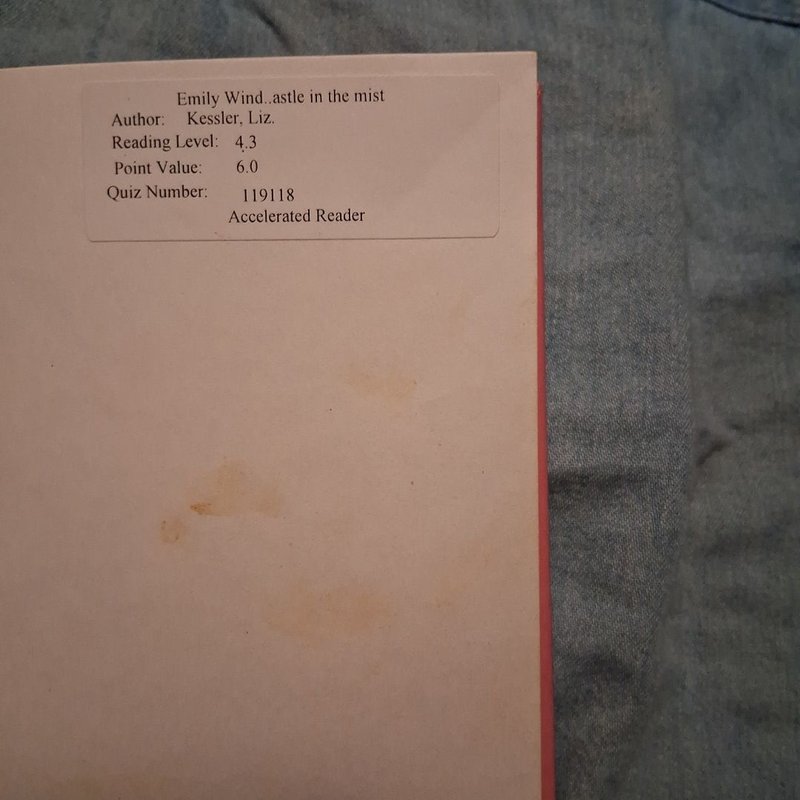 Emily Wind..astle in the mist
Author: Kessler, Liz.
Reading Level: 4.3
Point Value: 6.0
Quiz Number: 119118
Accelerated Reader